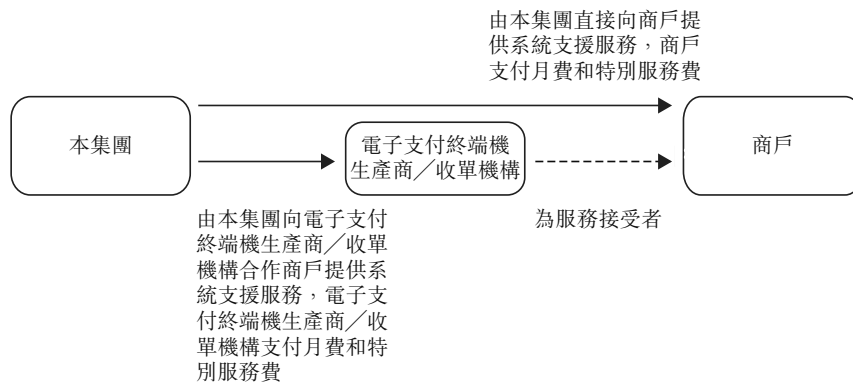 由本集團直接向商戶提
供系統支援服務，商戶
支付月費和特別服務費
本集團
電子支付終端機
生產商／收單機構
商戶
由本集團向電子支付
終端機生產商／收單
機構合作商戶提供系
統支援服務，電子支
付終端機生產商／收
單機構支付月費和特
別服務費
為服務接受者